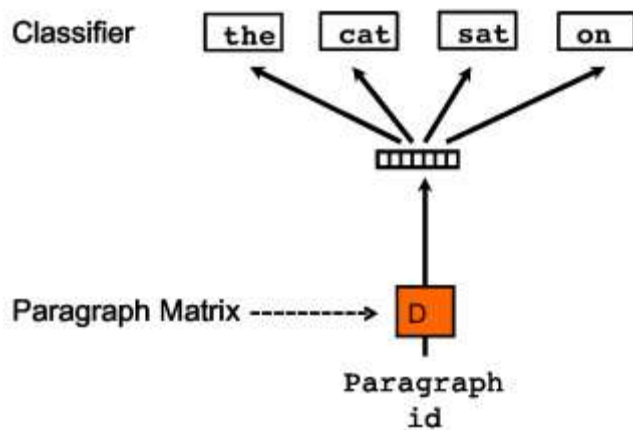 Classifier the cat sat on
Paragraph Matrix D
Paragraph
id